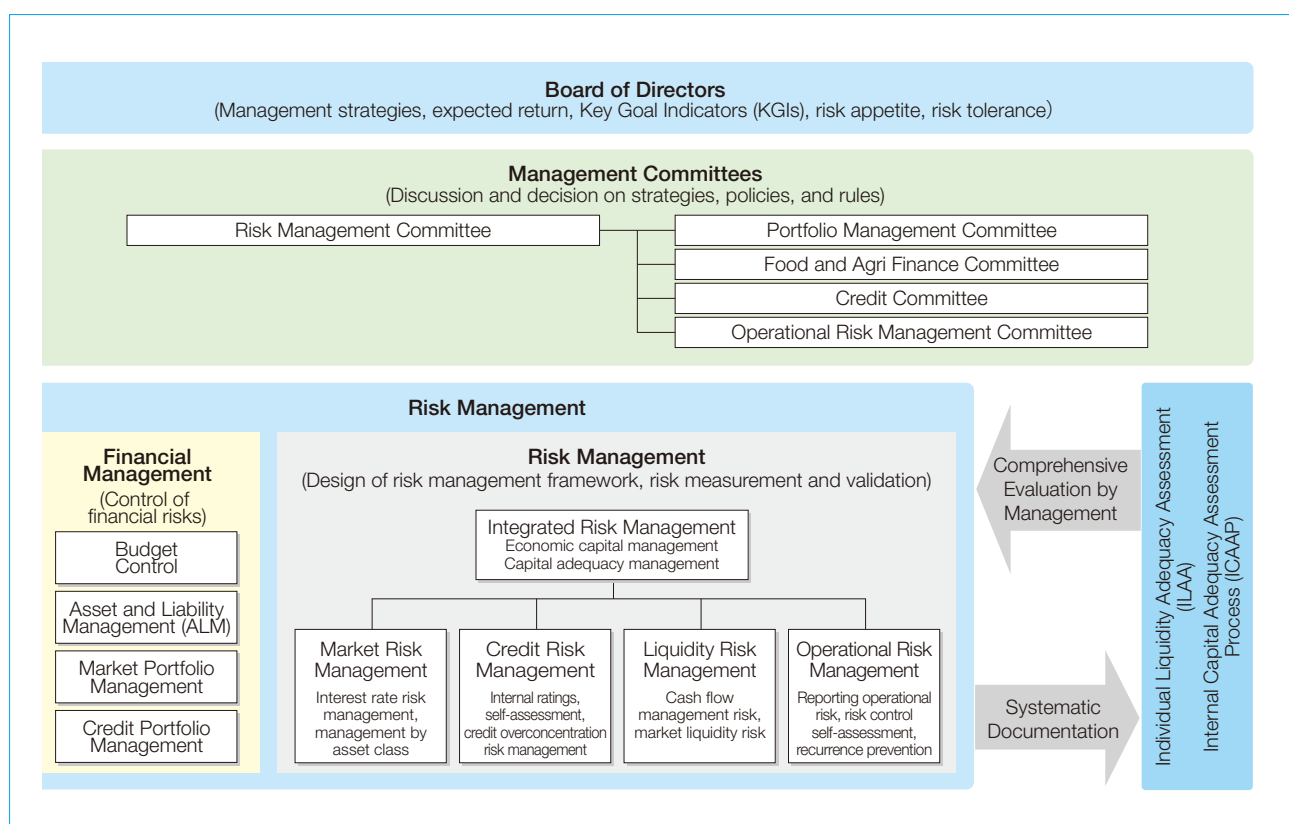 Board of Directors
(Management strategies, expected return, Key Goal Indicators (KGIs), risk appetite, risk tolerance)
Management Committees
(Discussion and decision on strategies, policies, and rules)
Risk Management Committee
Portfolio Management Committee
Food and Agri Finance Committee
Credit Committee
Operational Risk Management Committee
Risk Management
Financial
Management
(Control of
financial risks)
Budget
Control
Asset and Liability
Management (ALM)
Market Portfolio
Management
Credit Portfolio
Management
Risk Management
(Design of risk management framework, risk measurement and validation)
Integrated Risk Management
Economic capital management
Capital adequacy management
Market Risk
Management
Interest rate risk
management,
management by
asset class
Credit Risk
Management
Internal ratings,
self-assessment,
credit overconcentration
risk management
Liquidity Risk
Management
Cash flow
management risk,
market liquidity risk
Operational Risk
Management
Reporting operational
risk, risk control
self-assessment,
recurrence prevention
Comprehensive
Evaluation by
Management
Systematic
Documentation
Individual Liquidity Adequacy Assessment
(ILAA)
Internal Capital Adequacy Assessment
Process (ICAAP)